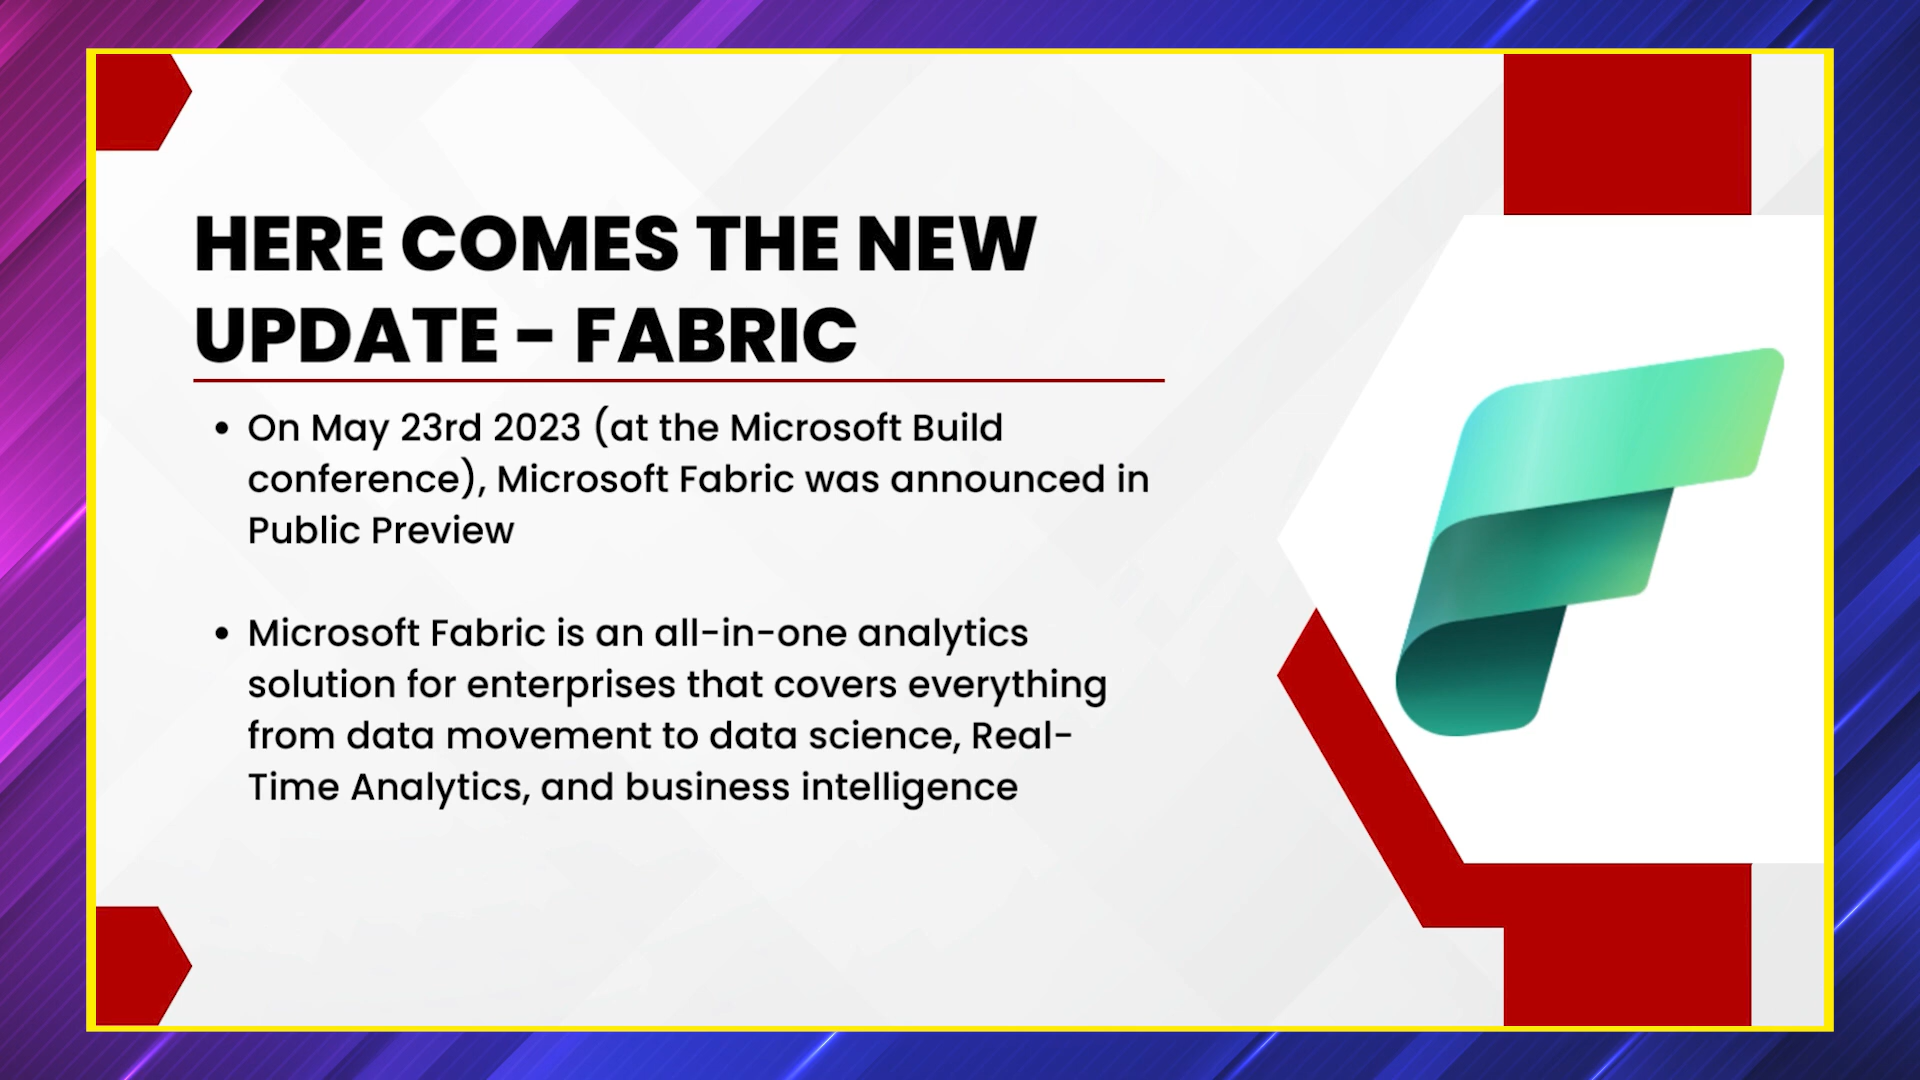 HERE COMES THE NEW
UPDATE – FABRIC
• On May 23rd 2023 (at the Microsoft Build
conference), Microsoft Fabric was announced in
Public Preview
• Microsoft Fabric is an all-in-one analytics
solution for enterprises that covers everything
from data movement to data science, Real-
Time Analytics, and business intelligence